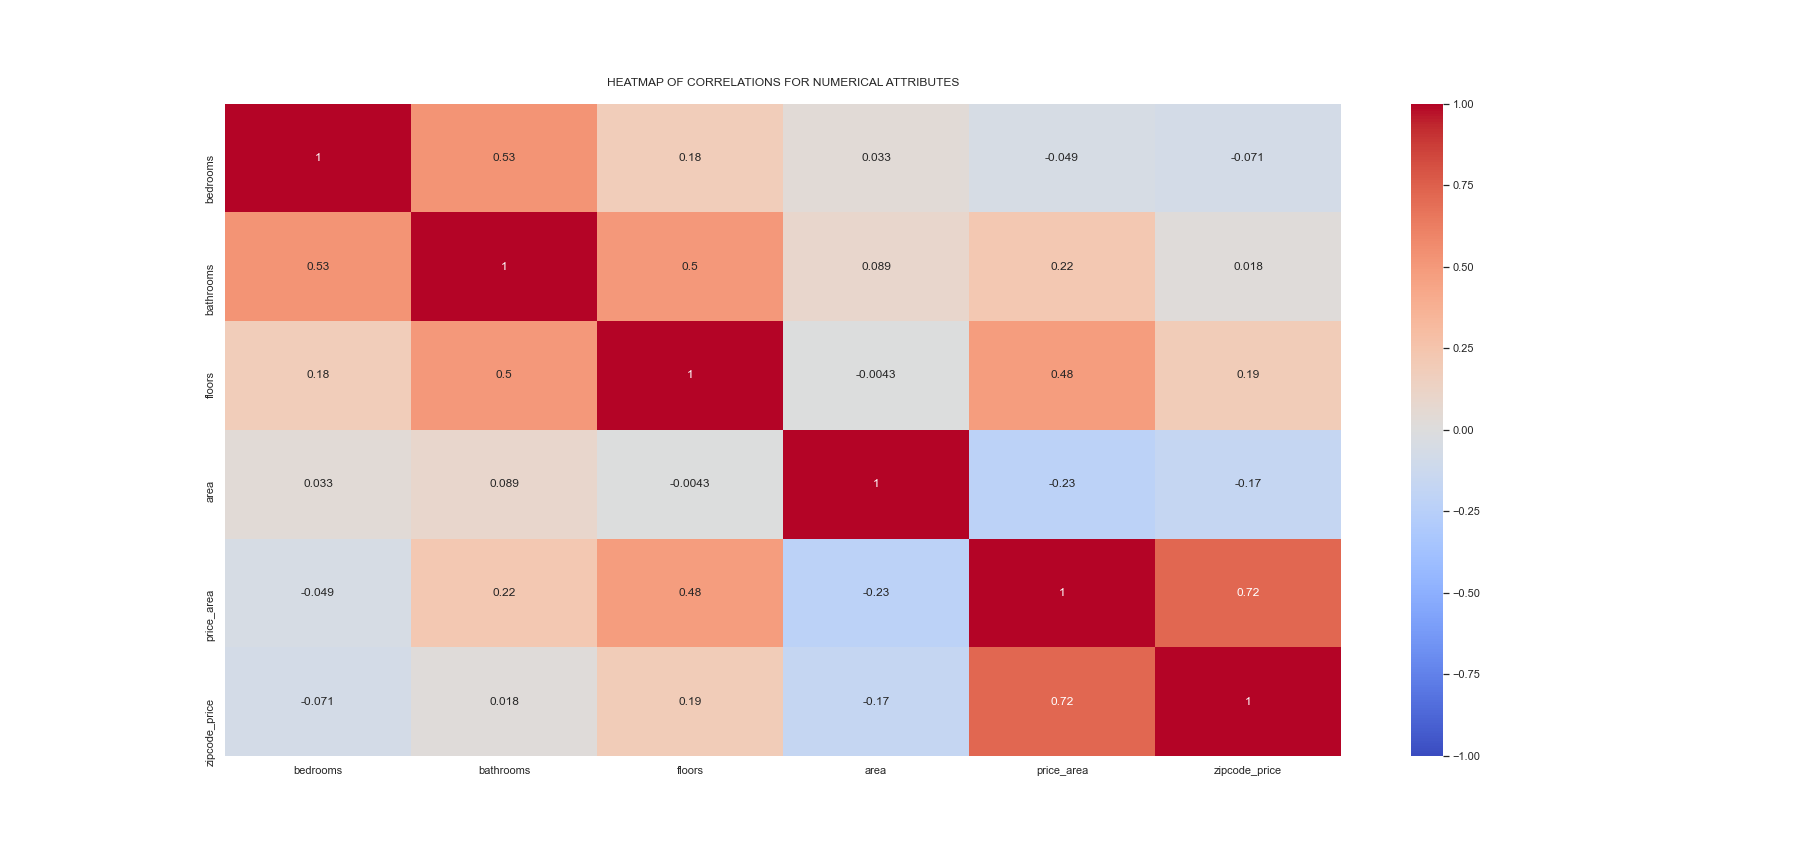 HEATMAP OF CORRELATIONS FOR NUMERICAL ATTRIBUTES
bedrooms 1 0.53 0.18 0.033 -0.049 -0.071
bathrooms 0.53 1 0.5 0.089 0.22 0.018
floors 0.18 0.5 1 -0.0043 0.48 0.19
area 0.033 0.089 -0.0043 1 -0.23 -0.17
price_area -0.049 0.22 0.48 -0.23 1 0.72
zipcode_price -0.071 0.018 0.19 -0.17 0.72 1
bedrooms bathrooms floors area price_area zipcode_price
1.00
0.75
0.50
0.25
0.00
−0.25
−0.50
−0.75
−1.00